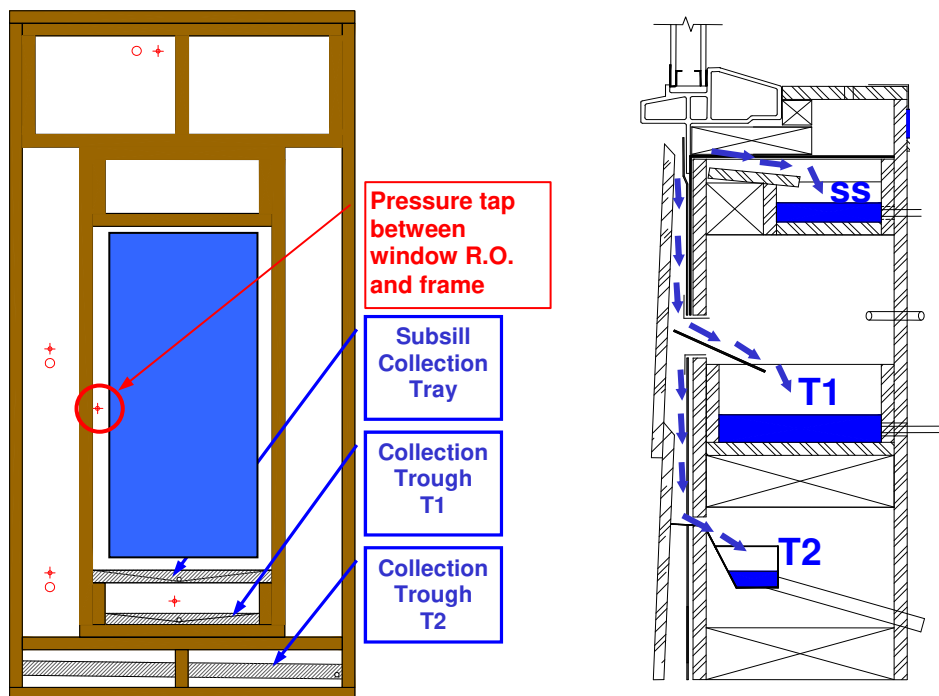 Pressure tap
between
window R.O.
and frame
Subsill
Collection
Tray
Collection
Trough
T1
Collection
Trough
T2
SS
T1
T2